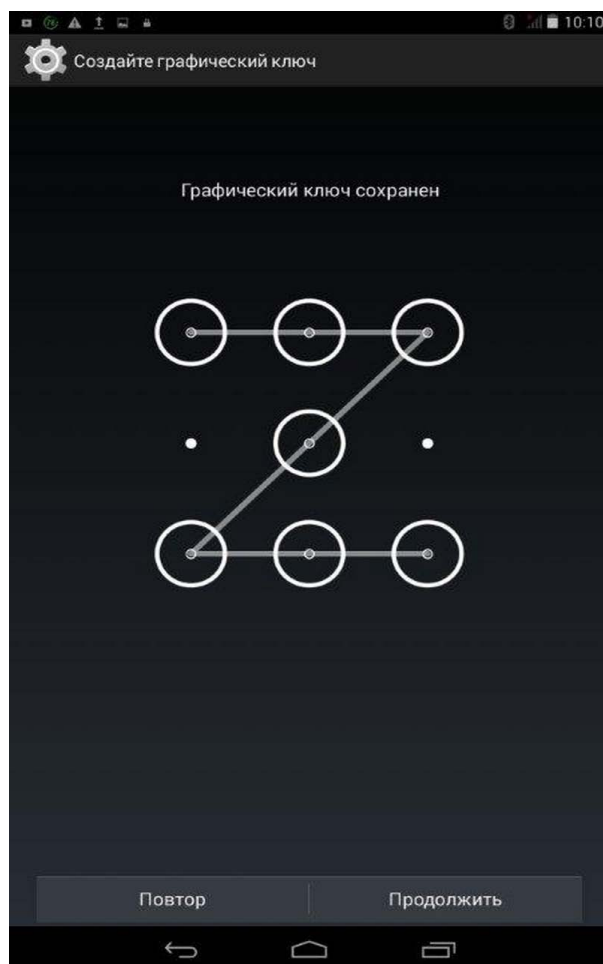 10:10
Создайте графический ключ
Графический ключ сохранен
Повтор
Продолжить